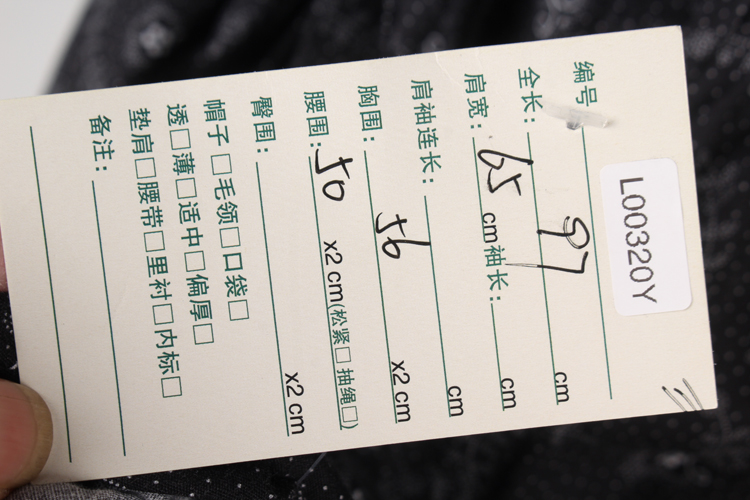 L00320Y
编号
全长: 97 cm
肩宽: 65 cm 袖长: cm
肩袖连长: cm
胸围: 56 x2 cm
腰围: 50 x2 cm(松紧□ 抽绳□)
臀围: x2 cm
帽子□毛领□口袋□
透□薄□适中□偏厚□
垫肩□腰带□里衬□内标□
备注: